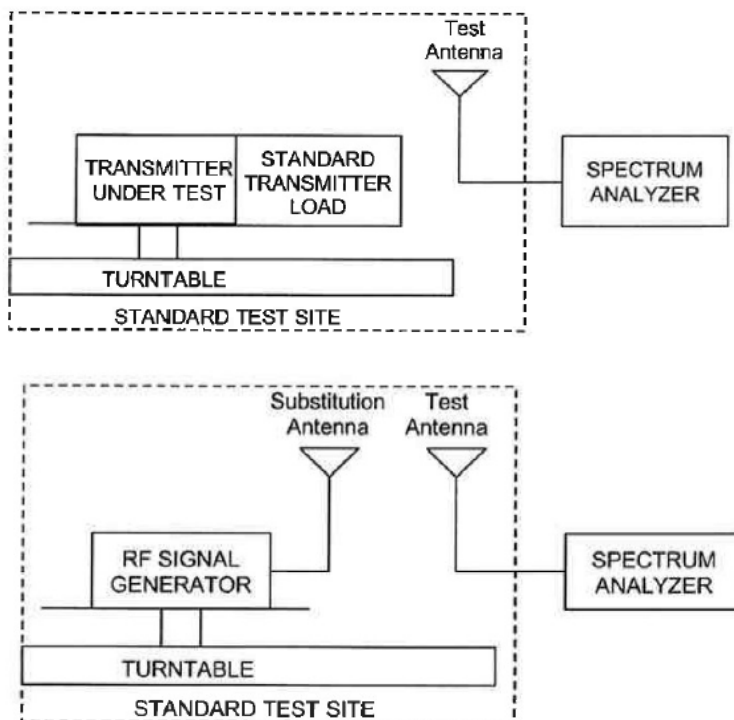 Test
Antenna
TRANSMITTER
UNDER TEST
STANDARD
TRANSMITTER
LOAD
SPECTRUM
ANALYZER
TURNTABLE
STANDARD TEST SITE
Substitution
Antenna
Test
Antenna
RF SIGNAL
GENERATOR
SPECTRUM
ANALYZER
TURNTABLE
STANDARD TEST SITE